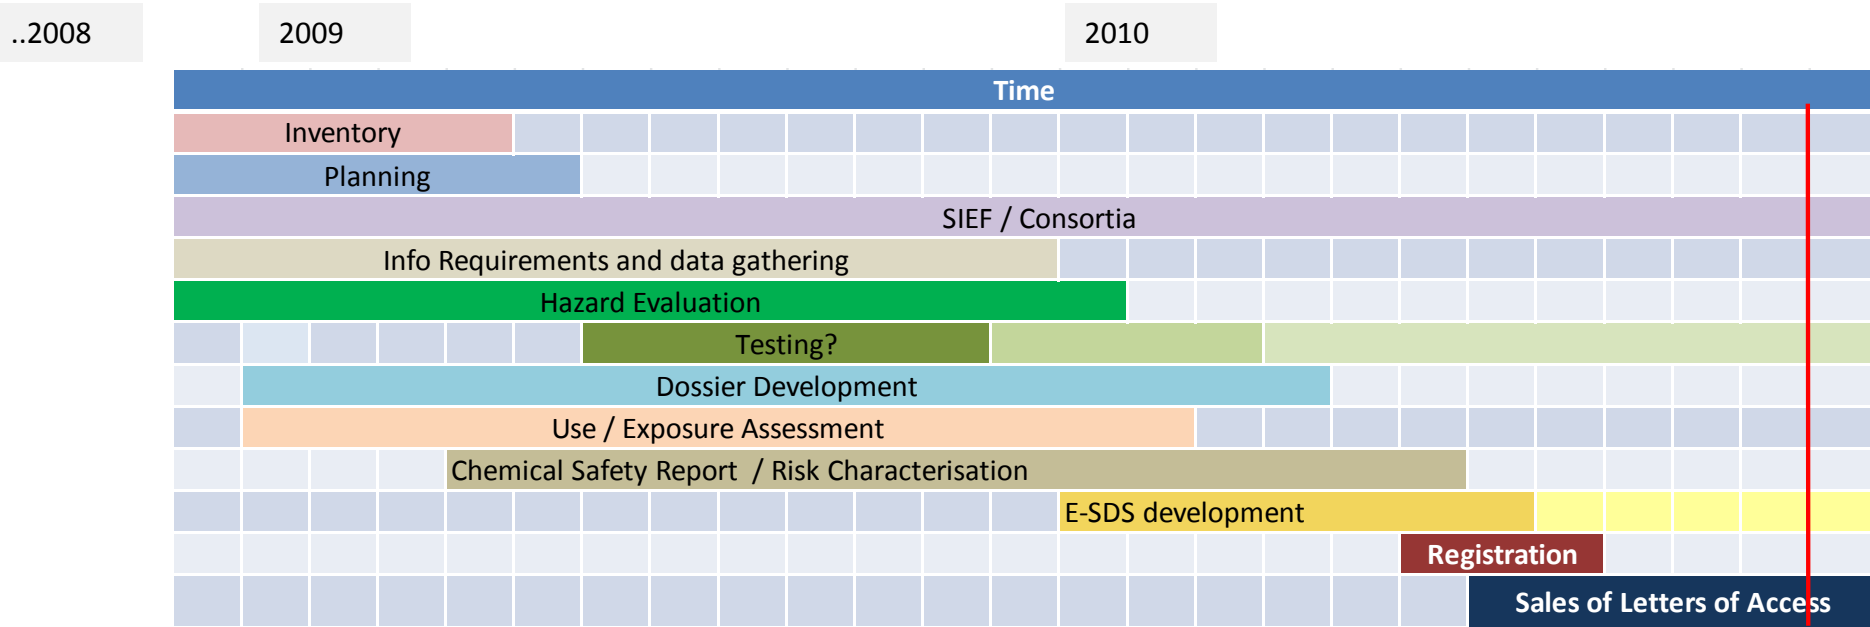 ..2008
2009
2010
Time
Inventory
Planning
SIEF / Consortia
Info Requirements and data gathering
Hazard Evaluation
Testing?
Dossier Development
Use / Exposure Assessment
Chemical Safety Report  / Risk Characterisation
E-SDS development
Registration
Sales of Letters of Access